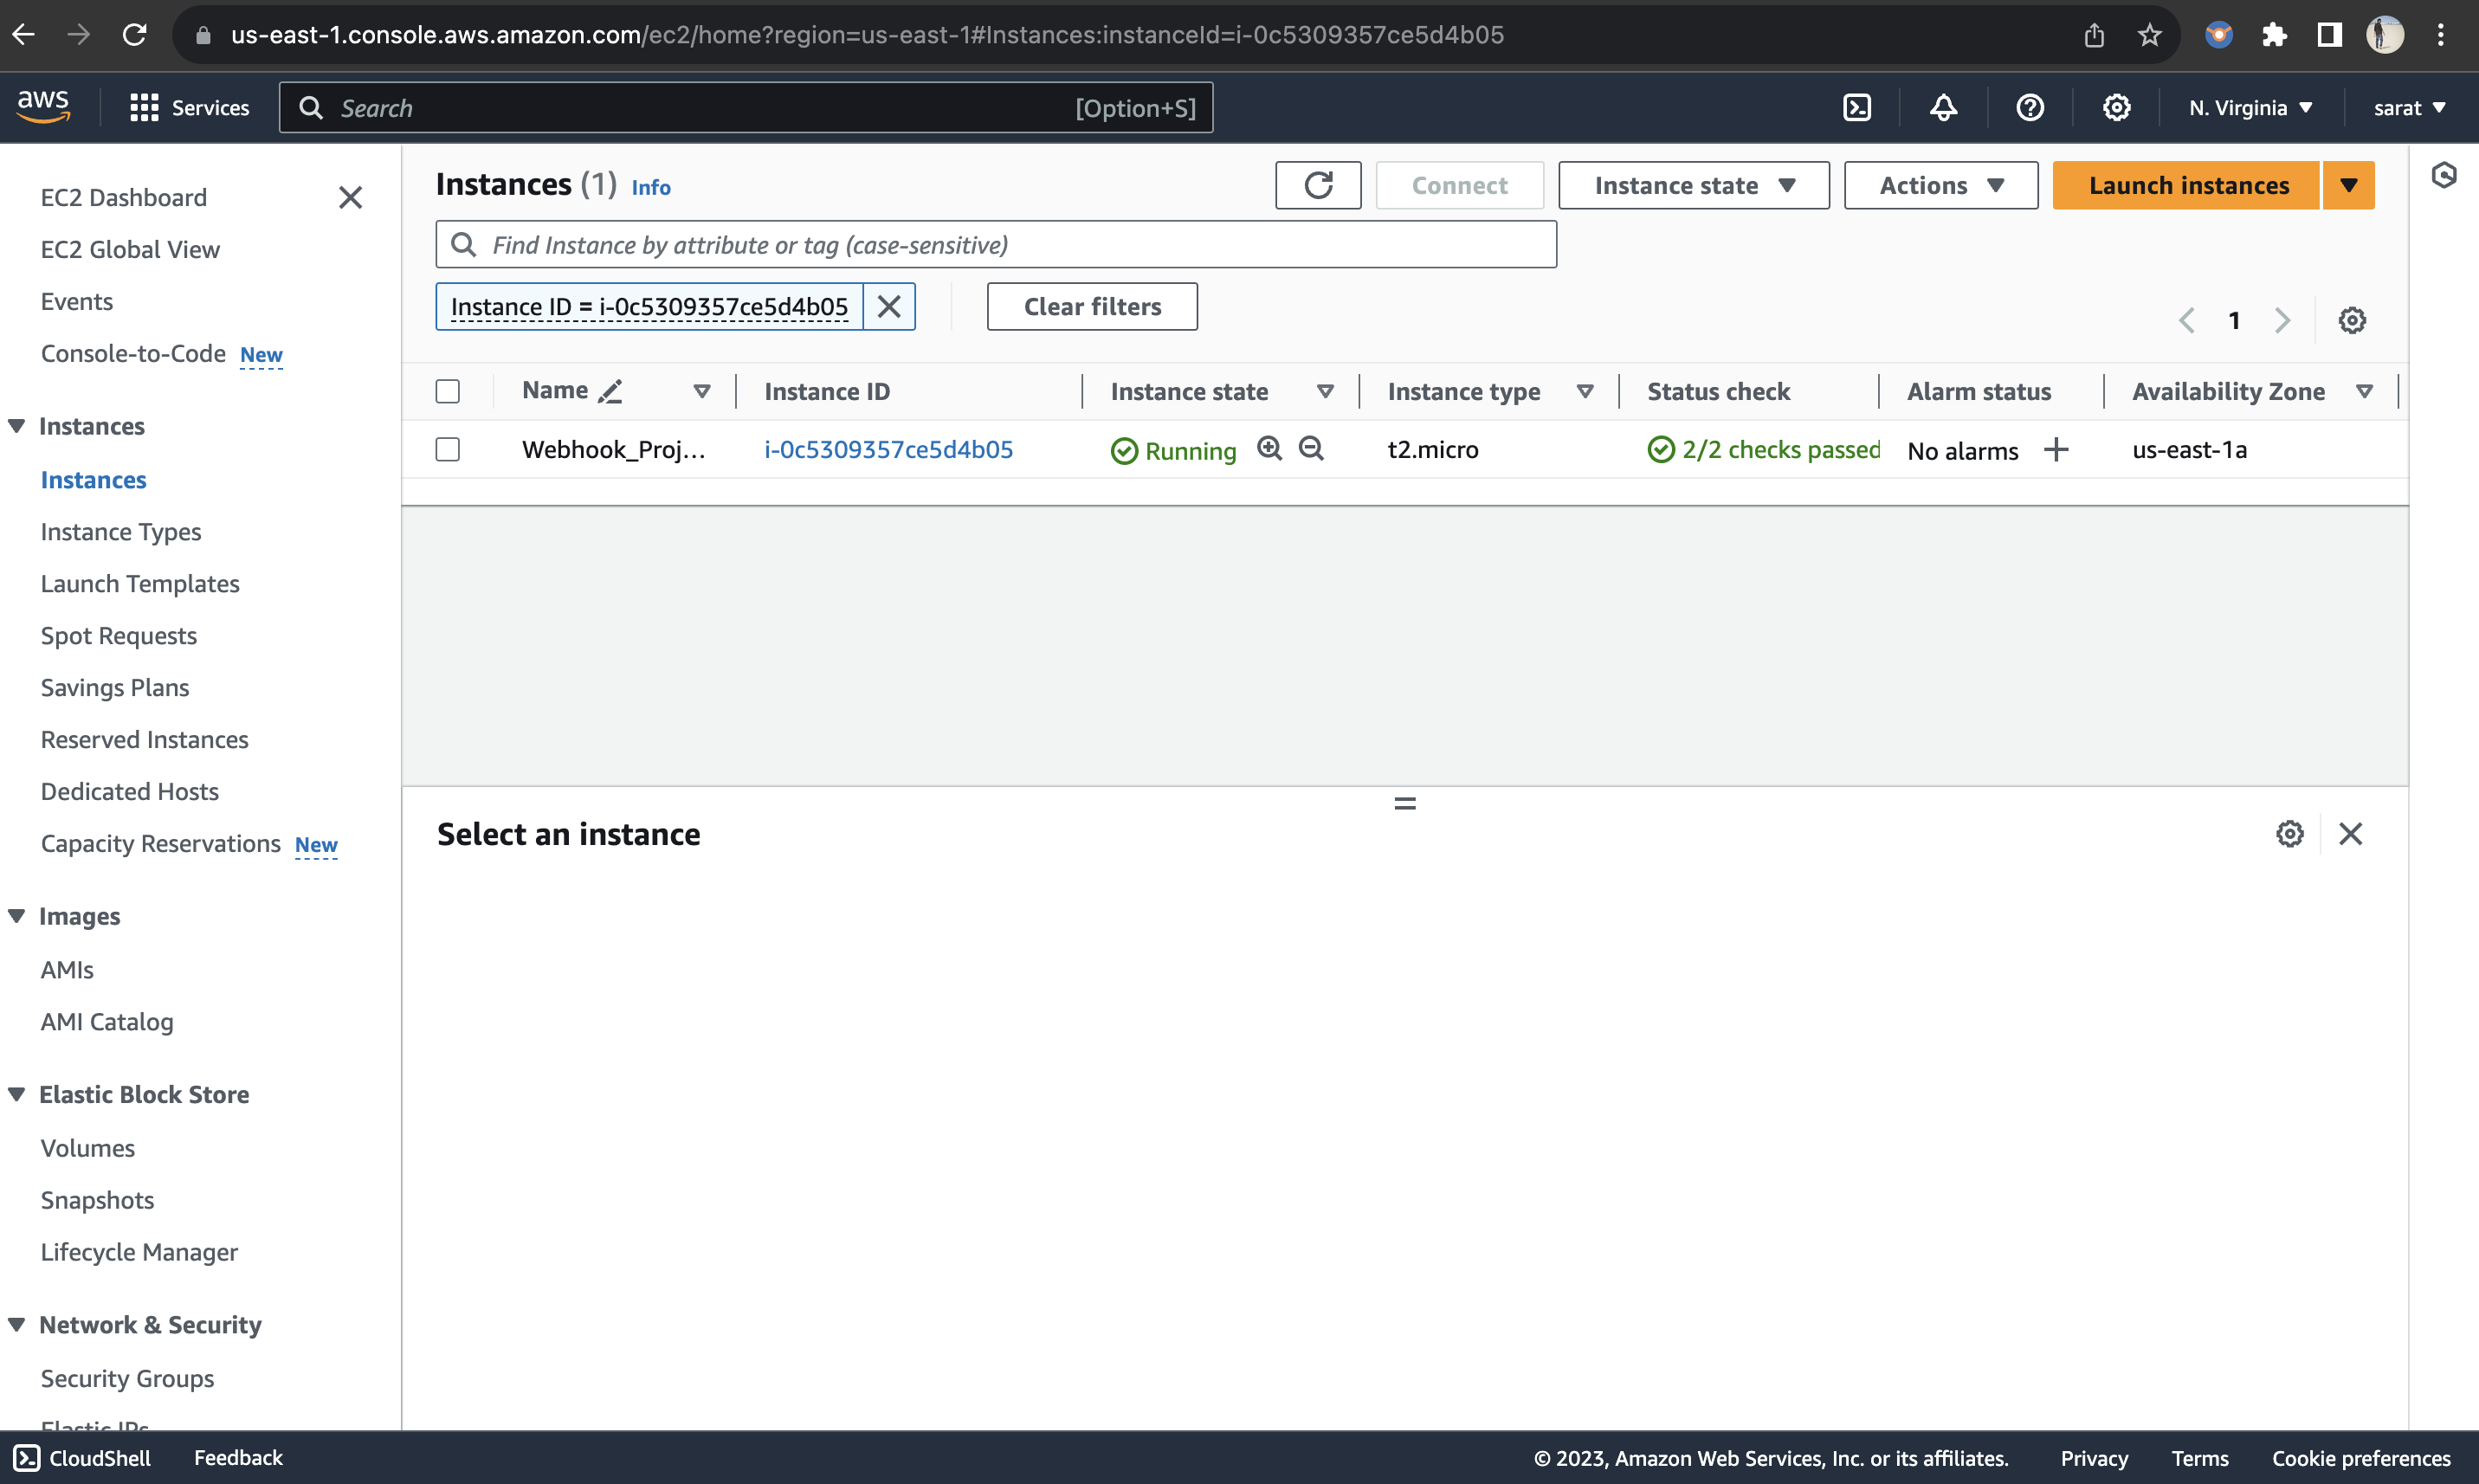 us-east-1.console.aws.amazon.com/ec2/home?region=us-east-1#Instances:instanceId=i-0c5309357ce5d4b05
aws
Services
Search
[Option+S]
N. Virginia
sarat
EC2 Dashboard
EC2 Global View
Events
Console-to-Code New
Instances
Instances
Instance Types
Launch Templates
Spot Requests
Savings Plans
Reserved Instances
Dedicated Hosts
Capacity Reservations New
Images
AMIs
AMI Catalog
Elastic Block Store
Volumes
Snapshots
Lifecycle Manager
Network & Security
Security Groups
Elastic IPs
Instances (1) Info
Connect
Instance state
Actions
Launch instances
Find Instance by attribute or tag (case-sensitive)
Instance ID = i-0c5309357ce5d4b05
Clear filters
1
Name Instance ID Instance state Instance type Status check Alarm status Availability Zone
Webhook_Proj... i-0c5309357ce5d4b05 Running t2.micro 2/2 checks passed No alarms us-east-1a
Select an instance
CloudShell Feedback
© 2023, Amazon Web Services, Inc. or its affiliates. Privacy Terms Cookie preferences